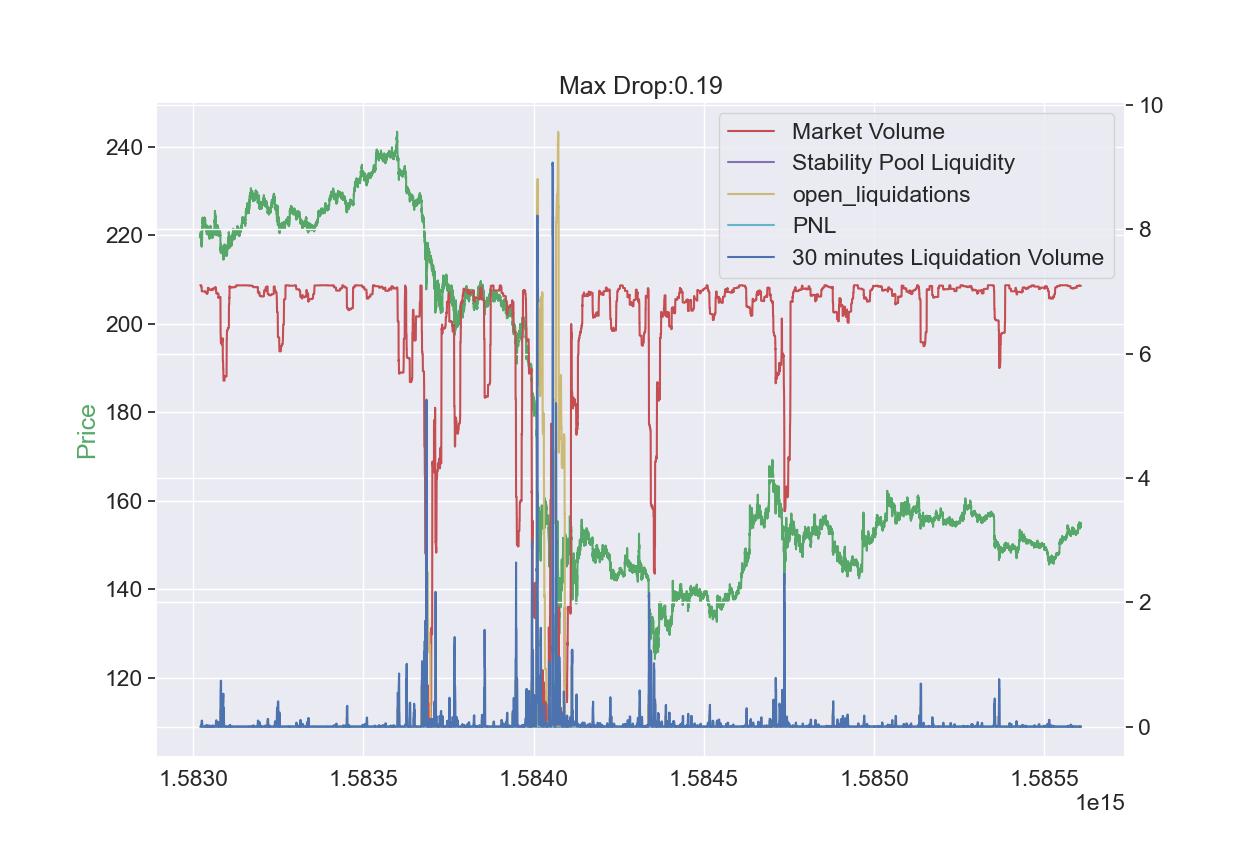 Max Drop:0.19
Market Volume
Stability Pool Liquidity
open_liquidations
PNL
30 minutes Liquidation Volume
Price
240
220
200
180
160
140
120
10
8
6
4
2
0
1.5830 1.5835 1.5840 1.5845 1.5850 1.5855
1e15